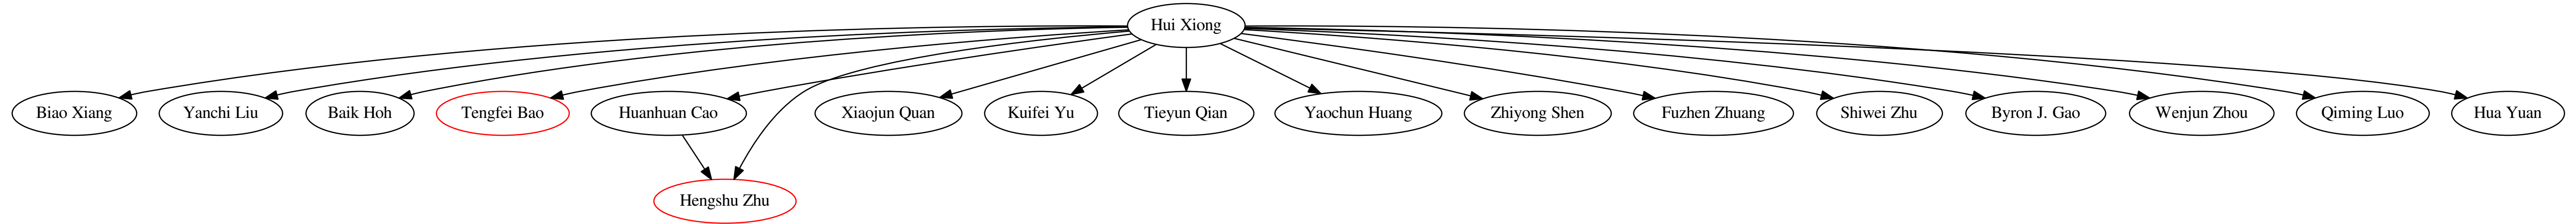 Hui Xiong
Biao Xiang
Yanchi Liu
Baik Hoh
Tengfei Bao
Huanhuan Cao
Xiaojun Quan
Kuifei Yu
Tieyun Qian
Yaochun Huang
Zhiyong Shen
Fuzhen Zhuang
Shiwei Zhu
Byron J. Gao
Wenjun Zhou
Qiming Luo
Hua Yuan
Hengshu Zhu